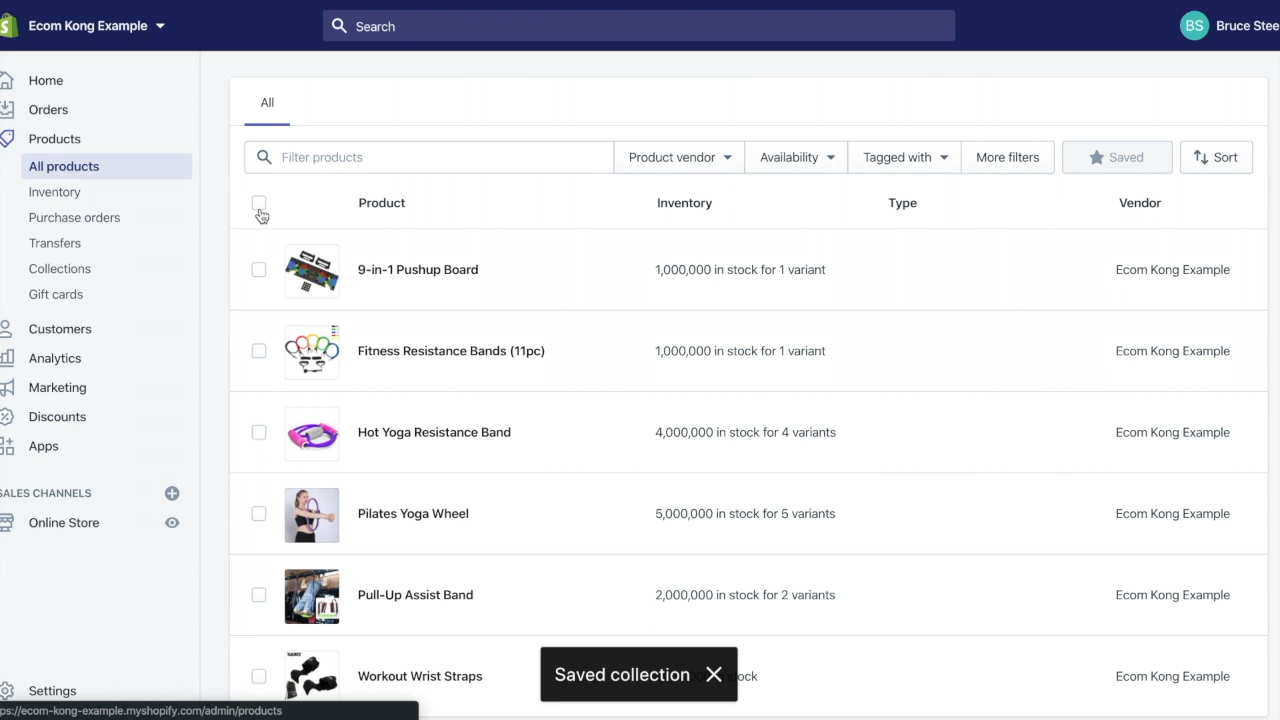 Ecom Kong Example
Search
BS
Bruce Stee
Home
Orders
Products
All products
Inventory
Purchase orders
Transfers
Collections
Gift cards
Customers
Analytics
Marketing
Discounts
Apps
SALES CHANNELS
Online Store
Settings
All
Filter products
Product vendor
Availability
Tagged with
More filters
Saved
Sort
Product Inventory Type Vendor
9-in-1 Pushup Board 1,000,000 in stock for 1 variant Ecom Kong Example
Fitness Resistance Bands (11pc) 1,000,000 in stock for 1 variant Ecom Kong Example
Hot Yoga Resistance Band 4,000,000 in stock for 4 variants Ecom Kong Example
Pilates Yoga Wheel 5,000,000 in stock for 5 variants Ecom Kong Example
Pull-Up Assist Band 2,000,000 in stock for 2 variants Ecom Kong Example
Workout Wrist Straps ock Ecom Kong Example
Saved collection
ps://ecom-kong-example.myshopify.com/admin/products